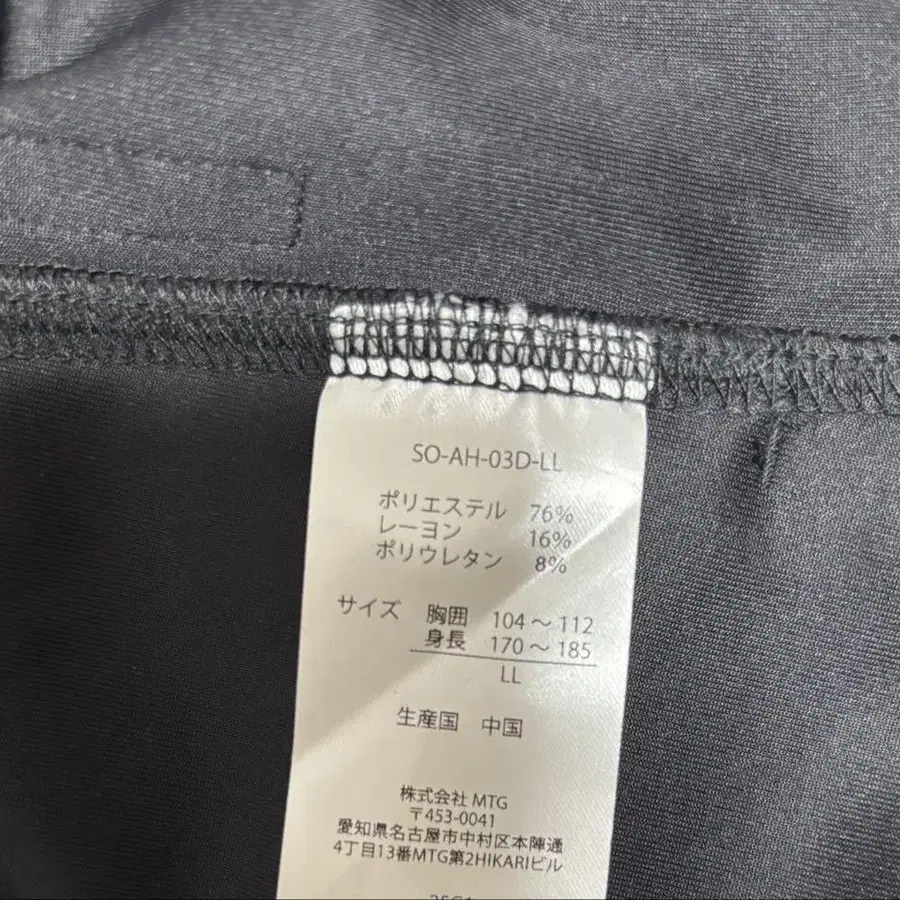 SO-AH-03D-LL
ポリエステル 76%
レーヨン 16%
ポリウレタン 8%
サイズ 胸囲 104～112
身長 170～185
LL
生産国 中国
株式会社 MTG
〒453-0041
愛知県名古屋市中村区本陣通
4丁目13番MTG第2HIKARIビル